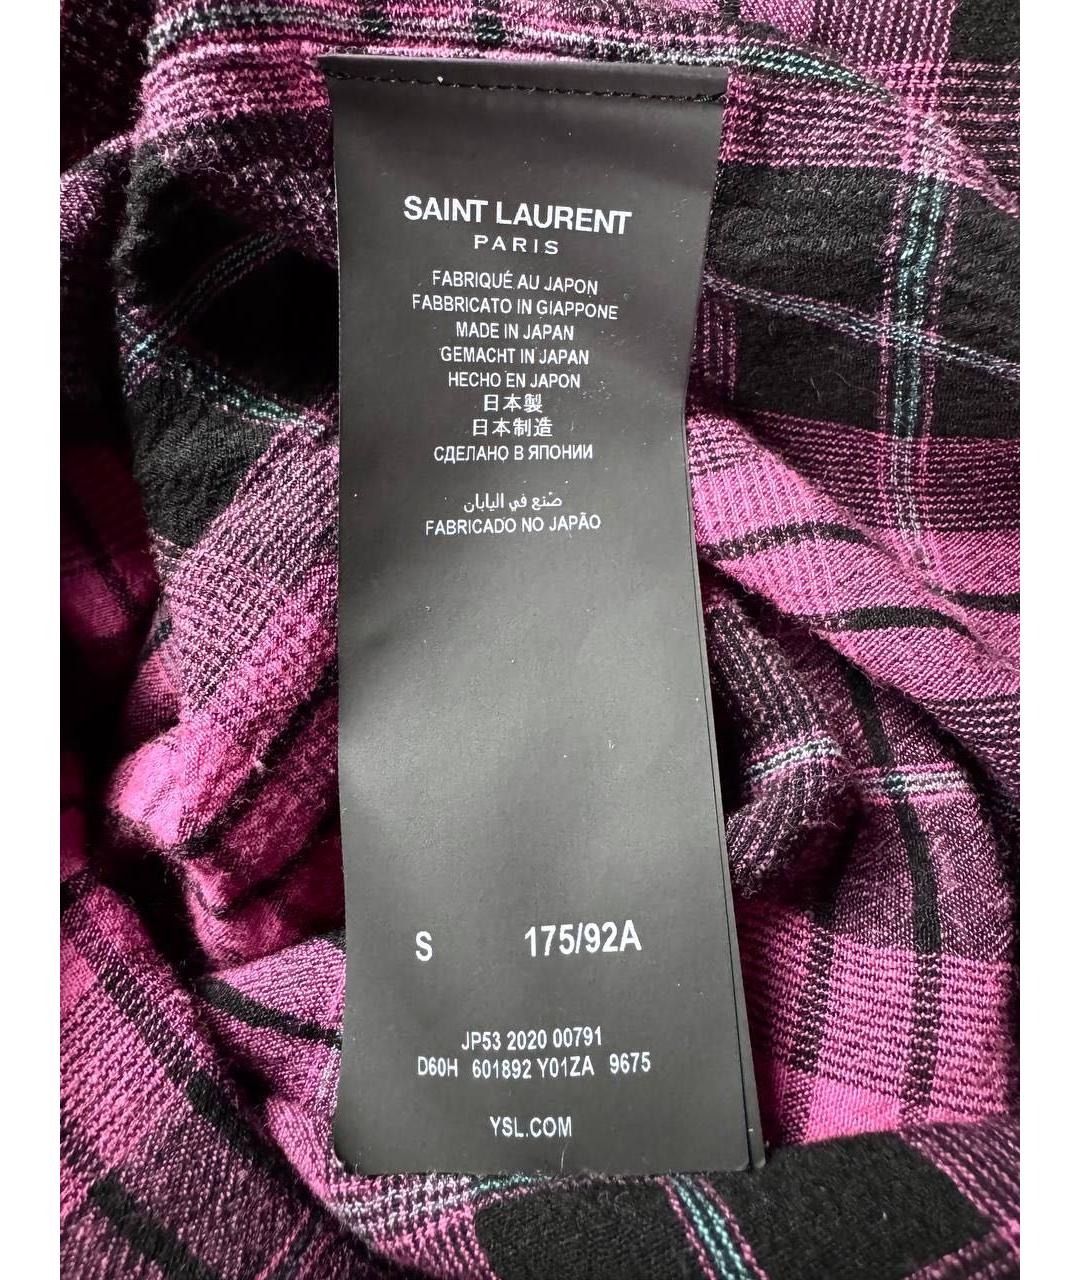 SAINT LAURENT
PARIS
FABRIQUÉ AU JAPON
FABBRICATO IN GIAPPONE
MADE IN JAPAN
GEMACHT IN JAPAN
HECHO EN JAPON
日本製
日本制造
СДЕЛАНО В ЯПОНИИ
صّنع في اليابان
FABRICADO NO JAPÃO
S 175/92A
JP53 2020 00791
D60H 601892 Y01ZA 9675
YSL.COM